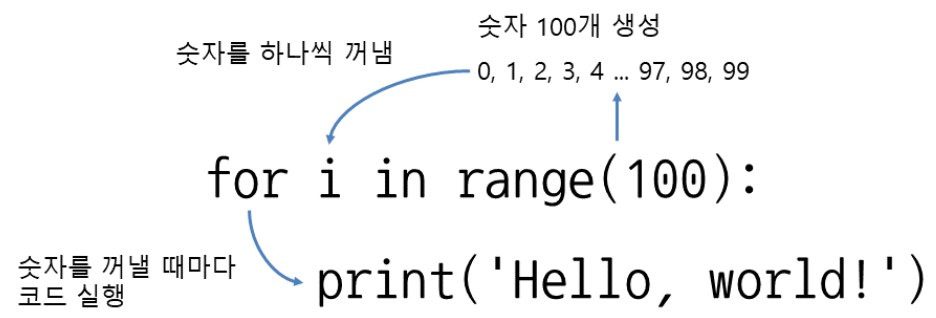 숫자 100개 생성
숫자를 하나씩 꺼냄
0, 1, 2, 3, 4 ... 97, 98, 99
for i in range(100):
숫자를 꺼낼 때마다
코드 실행
print('Hello, world!')